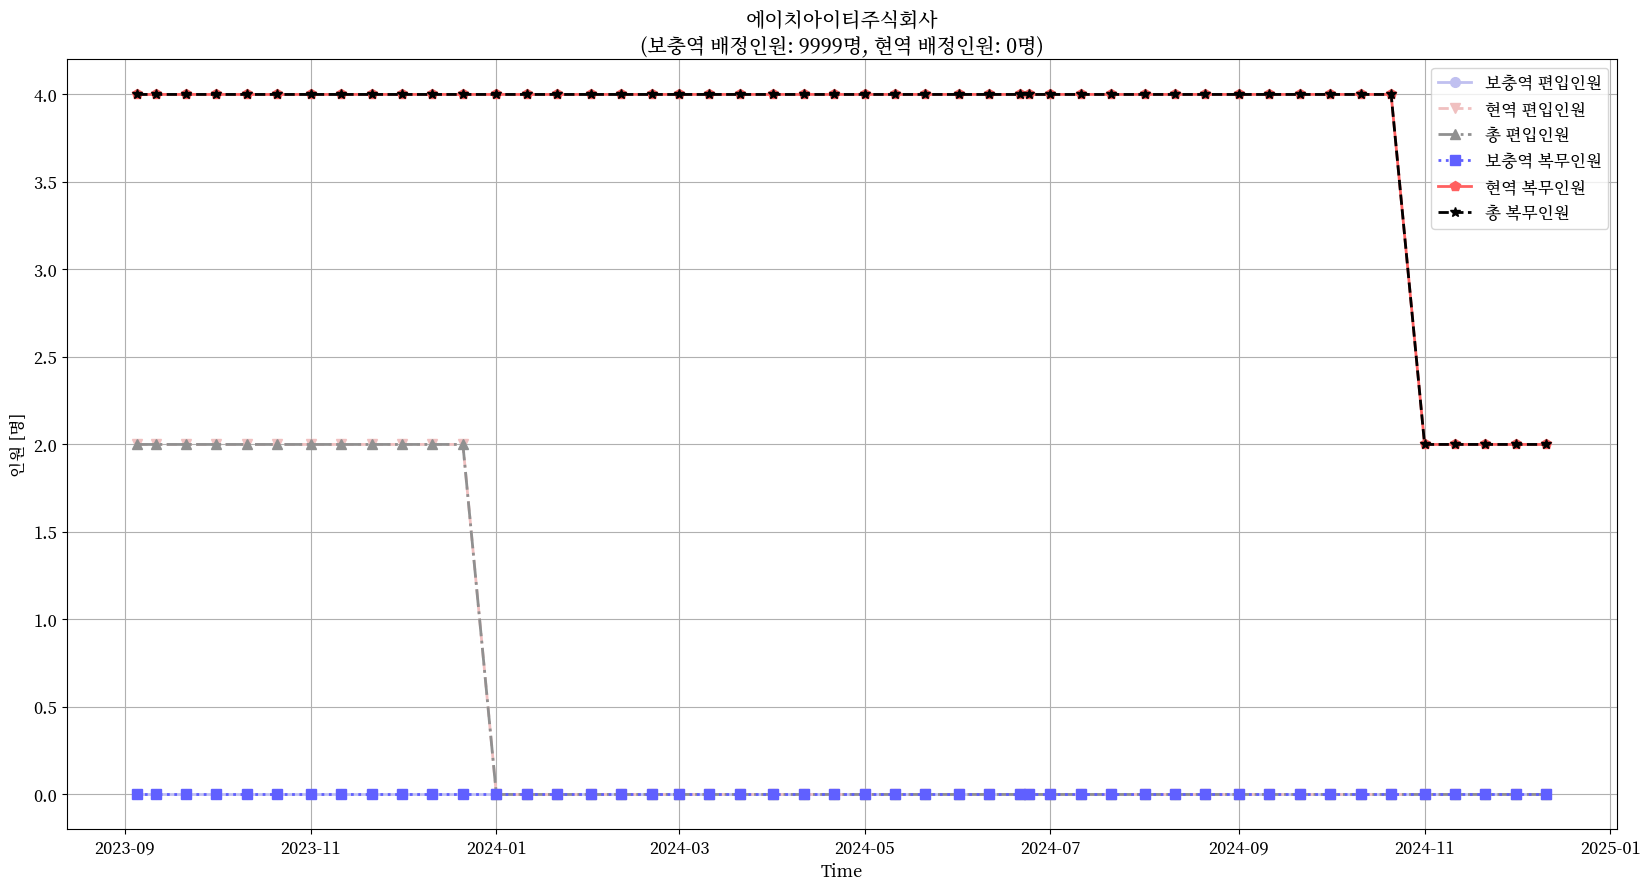 에이치아이티주식회사
(보충역 배정인원: 9999명, 현역 배정인원: 0명)
4.0
3.5
3.0
2.5
2.0
1.5
1.0
0.5
0.0
인원 [명]
보충역 편입인원
현역 편입인원
총 편입인원
보충역 복무인원
현역 복무인원
총 복무인원
2023-09
2023-11
2024-01
2024-03
2024-05
2024-07
2024-09
2024-11
2025-01
Time